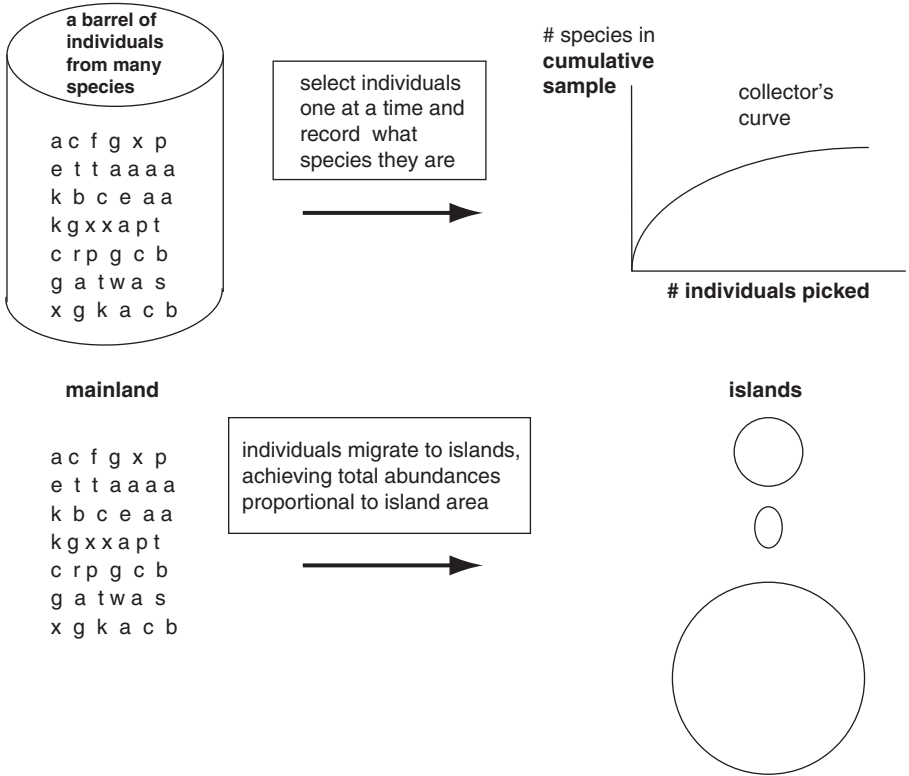 a barrel of
individuals
from many
species
a c f g x p
e t t a a a a
k b c e a a
k g x x a p t
c r p g c b
g a t w a s
x g k a c b
select individuals
one at a time and
record what
species they are
# species in
cumulative
sample
collector's
curve
# individuals picked
mainland
a c f g x p
e t t a a a a
k b c e a a
k g x x a p t
c r p g c b
g a t w a s
x g k a c b
individuals migrate to islands,
achieving total abundances
proportional to island area
islands